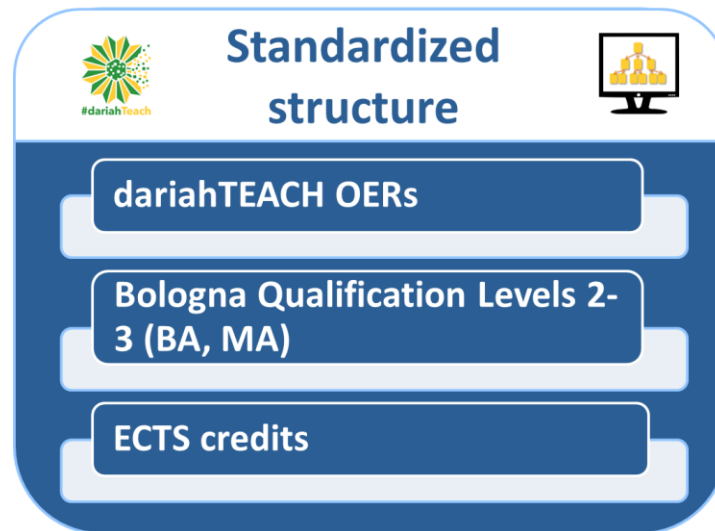 Standardized
structure
#dariahTeach
dariahTEACH OERs
Bologna Qualification Levels 2-
3 (BA, MA)
ECTS credits